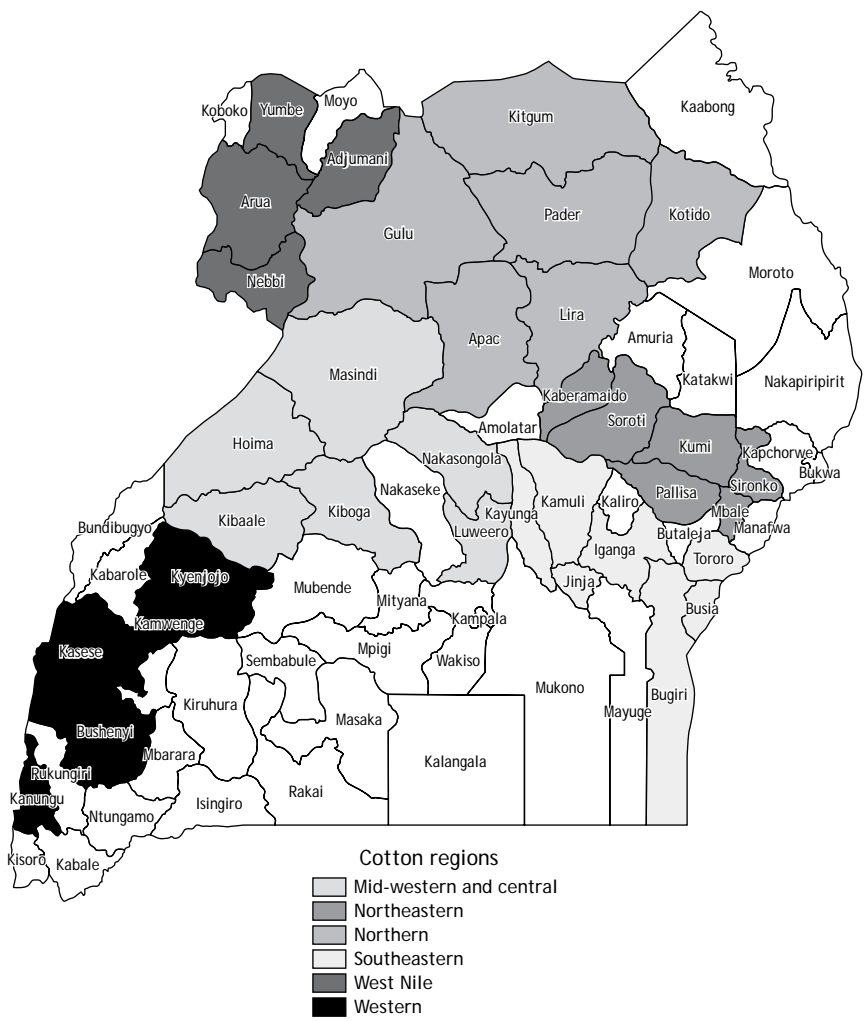 Koboko
Yumbe
Moyo
Kaabong
Kitgum
Adjumani
Arua
Pader
Kotido
Gulu
Nebbi
Moroto
Lira
Apac
Amuria
Masindi
Katakwi
Nakapiripirit
Kaberamaido
Soroti
Amolatar
Hoima
Kumi
Kapchorwe
Nakasongola
Bukwa
Nakaseke
Kamuli
Kaliro
Pallisa
Sironko
Kiboga
Kayunga
Mbale
Kibaale
Bundibugyo
Luweero
Butaleja
Manafwa
Iganga
Tororo
Kabarole
Kyenjojo
Mubende
Jinja
Mityana
Busia
Kamwenge
Kampala
Kasese
Mpigi
Sembabule
Wakiso
Mukono
Bugiri
Kiruhura
Mayuge
Masaka
Bushenyi
Mbarara
Kalangala
Rukungiri
Rakai
Kanungu
Isingiro
Ntungamo
Kisoro
Kabale
Cotton regions
Mid-western and central
Northeastern
Northern
Southeastern
West Nile
Western